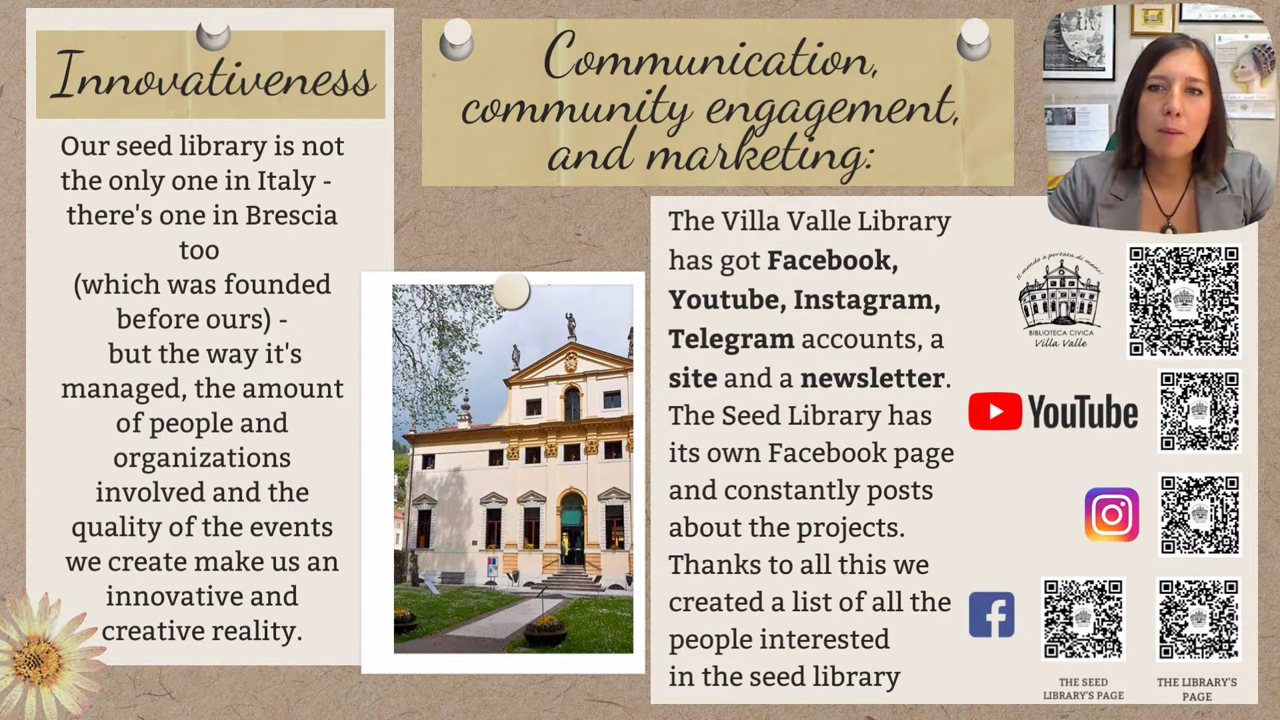 Innovativeness
Our seed library is not
the only one in Italy -
there's one in Brescia
too
(which was founded
before ours) -
but the way it's
managed, the amount
of people and
organizations
involved and the
quality of the events
we create make us an
innovative and
creative reality.
Communication,
community engagement,
and marketing:
The Villa Valle Library
has got Facebook,
Youtube, Instagram,
Telegram accounts, a
site and a newsletter.
The Seed Library has
its own Facebook page
and constantly posts
about the projects.
Thanks to all this we
created a list of all the
people interested
in the seed library
Il mondo a portata di mano!
BIBLIOTECA CIVICA
Villa Valle
YouTube
THE SEED
LIBRARY'S PAGE
THE LIBRARY'S
PAGE